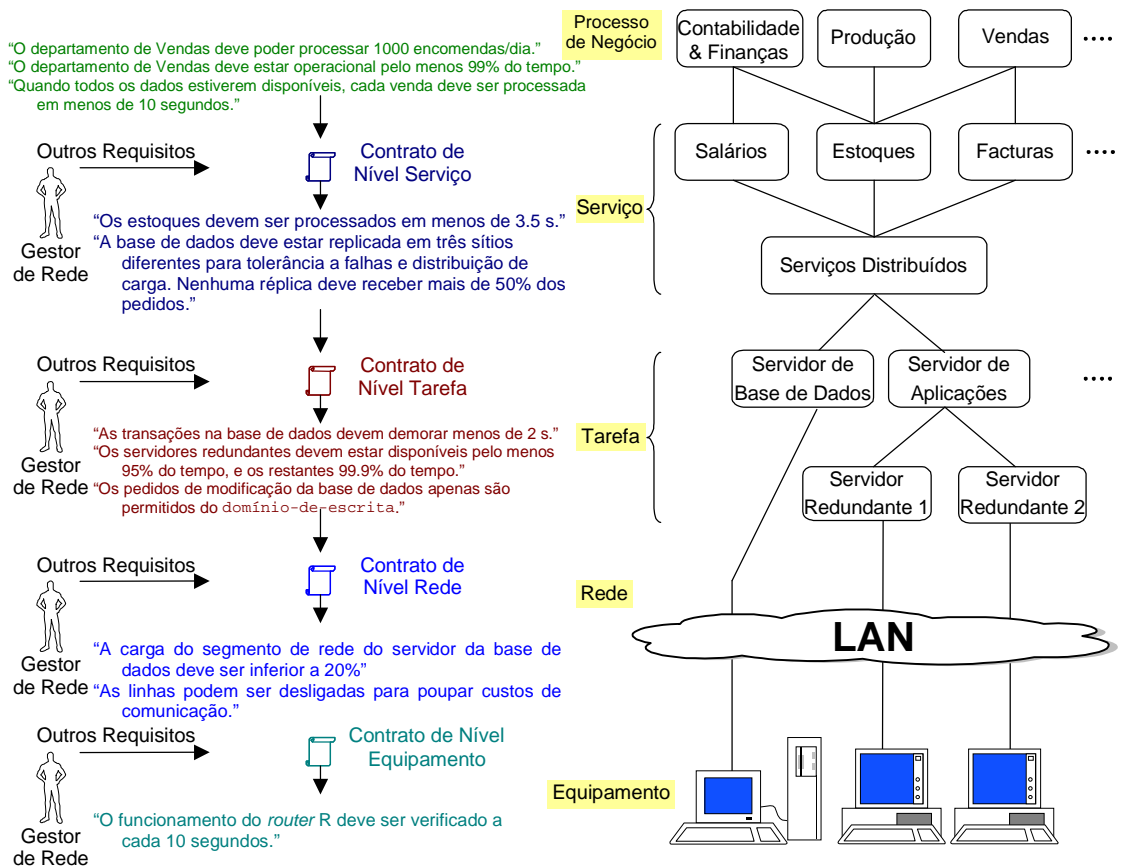 “O departamento de Vendas deve poder processar 1000 encomendas/dia.”
“O departamento de Vendas deve estar operacional pelo menos 99% do tempo.”
“Quando todos os dados estiverem disponíveis, cada venda deve ser processada
em menos de 10 segundos.”
Outros Requisitos
Contrato de
Nível Serviço
Gestor
de Rede
“Os estoques devem ser processados em menos de 3.5 s.”
“A base de dados deve estar replicada em três sítios
diferentes para tolerância a falhas e distribuição de
carga. Nenhuma réplica deve receber mais de 50% dos
pedidos.”
Outros Requisitos
Contrato de
Nível Tarefa
Gestor
de Rede
“As transações na base de dados devem demorar menos de 2 s.”
“Os servidores redundantes devem estar disponíveis pelo menos
95% do tempo, e os restantes 99.9% do tempo.”
“Os pedidos de modificação da base de dados apenas são
permitidos do domínio-de-escrita.”
Outros Requisitos
Contrato de
Nível Rede
Gestor
de Rede
“A carga do segmento de rede do servidor da base de
dados deve ser inferior a 20%”
“As linhas podem ser desligadas para poupar custos de
comunicação.”
Outros Requisitos
Contrato de Nível
Equipamento
Gestor
de Rede
“O funcionamento do router R deve ser verificado a
cada 10 segundos.”
Processo
de Negócio
Contabilidade
& Finanças
Produção
Vendas
....
Serviço
Salários
Estoques
Facturas
....
Serviços Distribuídos
Tarefa
Servidor de
Base de Dados
Servidor de
Aplicações
....
Servidor
Redundante 1
Servidor
Redundante 2
Rede
LAN
Equipamento